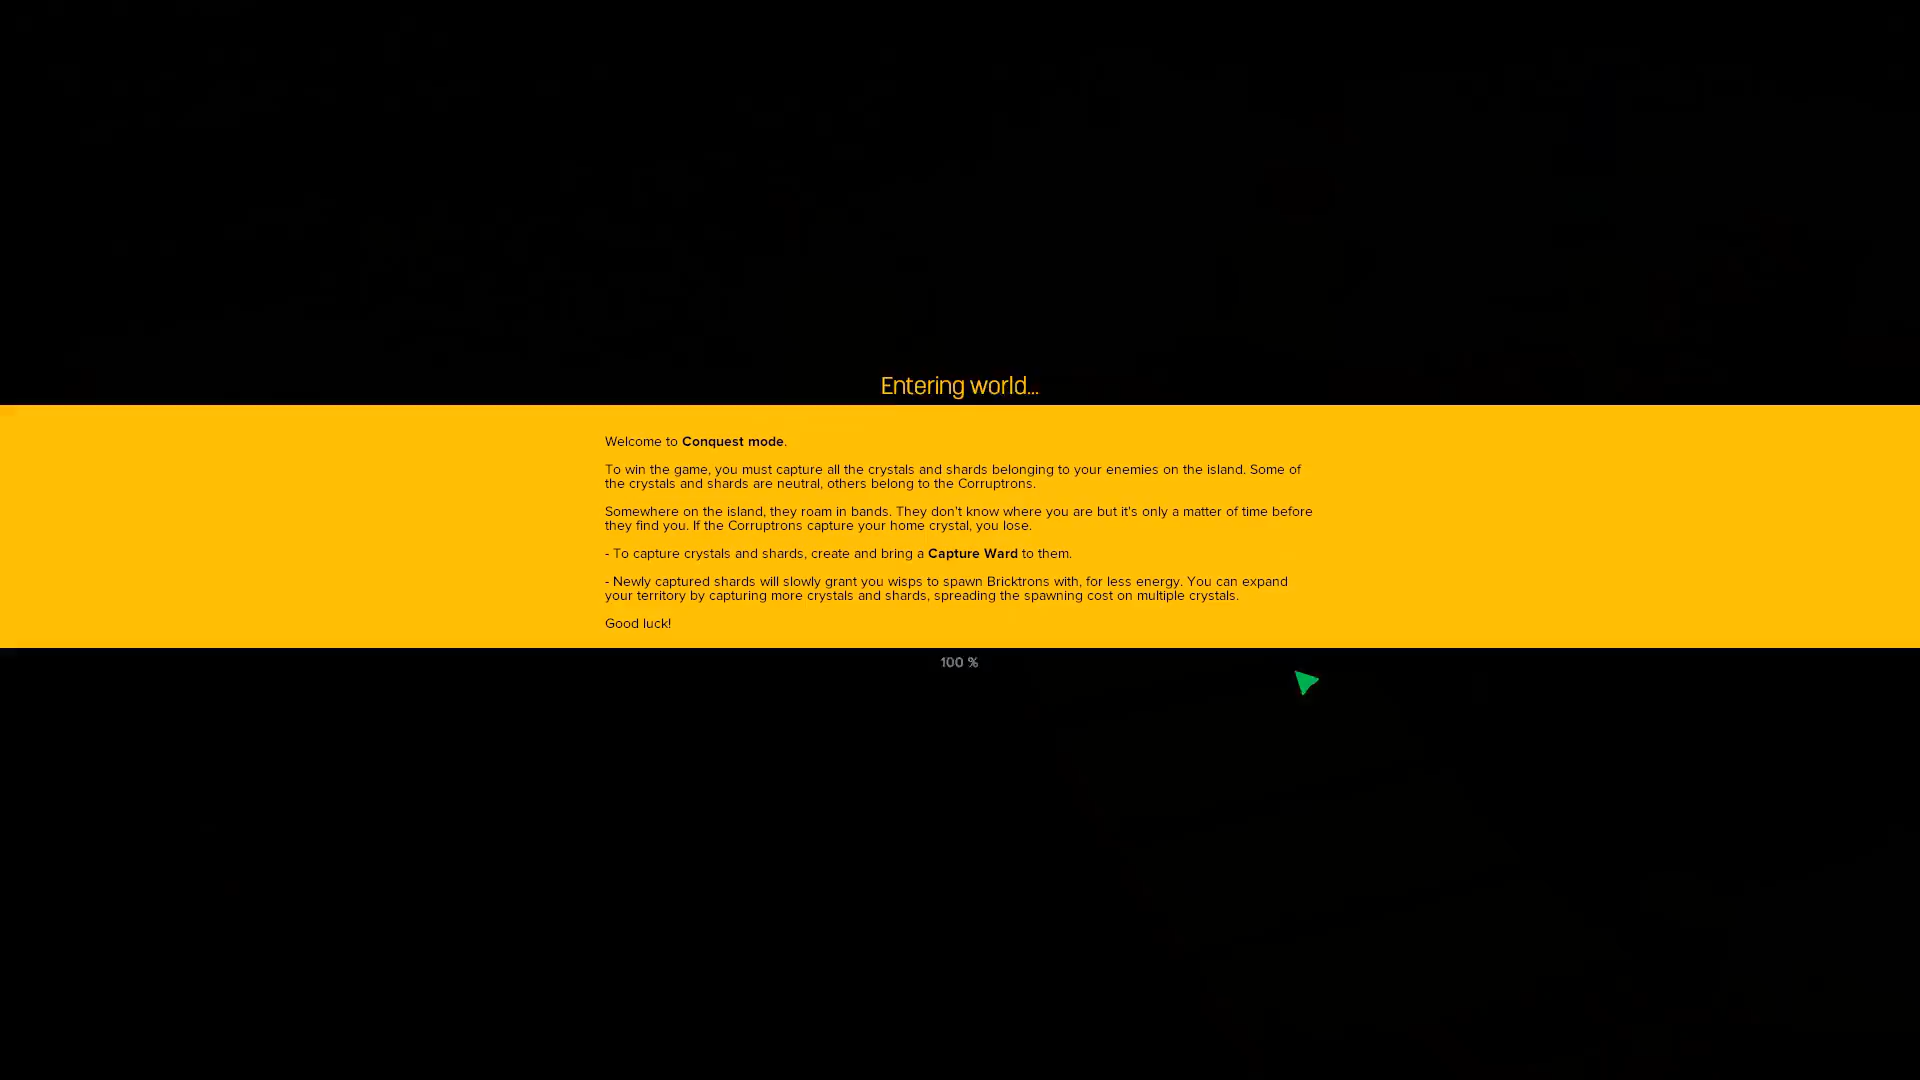 Entering world...
Welcome to Conquest mode.
To win the game, you must capture all the crystals and shards belonging to your enemies on the island. Some of
the crystals and shards are neutral, others belong to the Corruptrons.
Somewhere on the island, they roam in bands. They don't know where you are but it's only a matter of time before
they find you. If the Corruptrons capture your home crystal, you lose.
- To capture crystals and shards, create and bring a Capture Ward to them.
- Newly captured shards will slowly grant you wisps to spawn Bricktrons with, for less energy. You can expand
your territory by capturing more crystals and shards, spreading the spawning cost on multiple crystals.
Good luck!
100 %